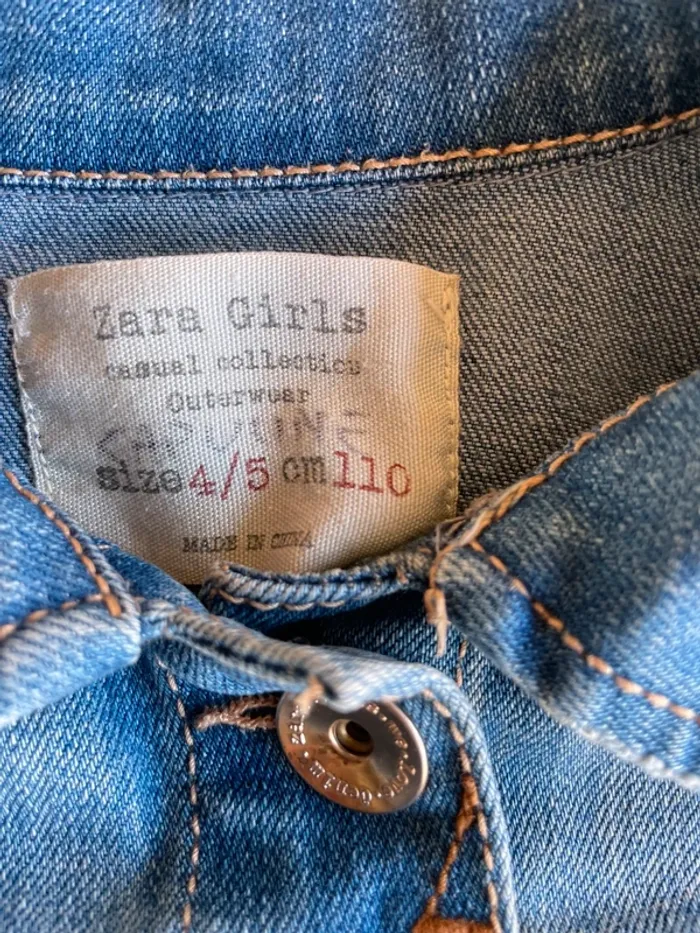 Zara Girls
casual collection
Outerwear
size 4/5 cm 110
MADE IN CHINA